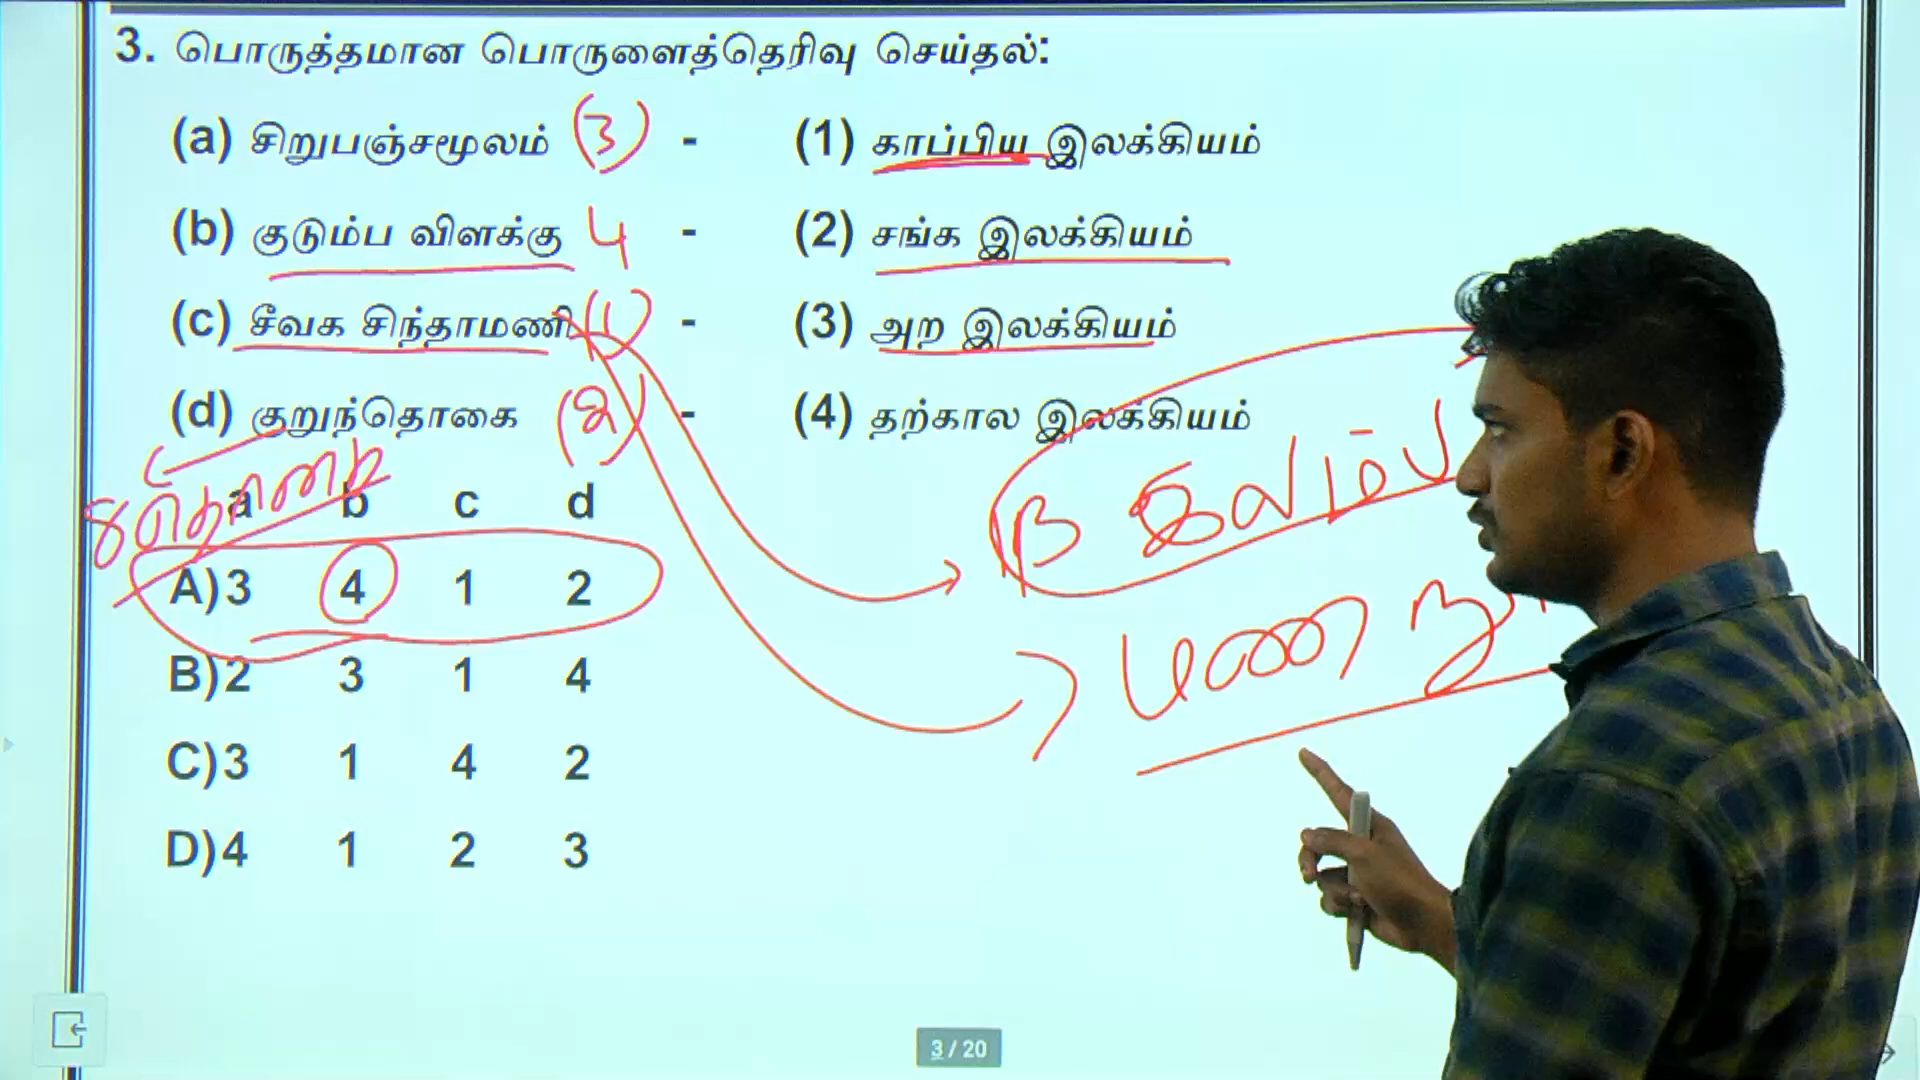 3. பொருத்தமான பொருளைத்தெரிவு செய்தல்:
(a) சிறுபஞ்சமூலம் (3) - (1) காப்பிய இலக்கியம்
(b) குடும்ப விளக்கு 4 - (2) சங்க இலக்கியம்
(c) சீவக சிந்தாமணி (1) - (3) அற இலக்கியம்
(d) குறுந்தொகை (2) - (4) தற்கால இலக்கியம்
a b c d
A) 3 4 1 2
மண நூ
B) 2 3 1 4
C) 3 1 4 2
D) 4 1 2 3
3 / 20